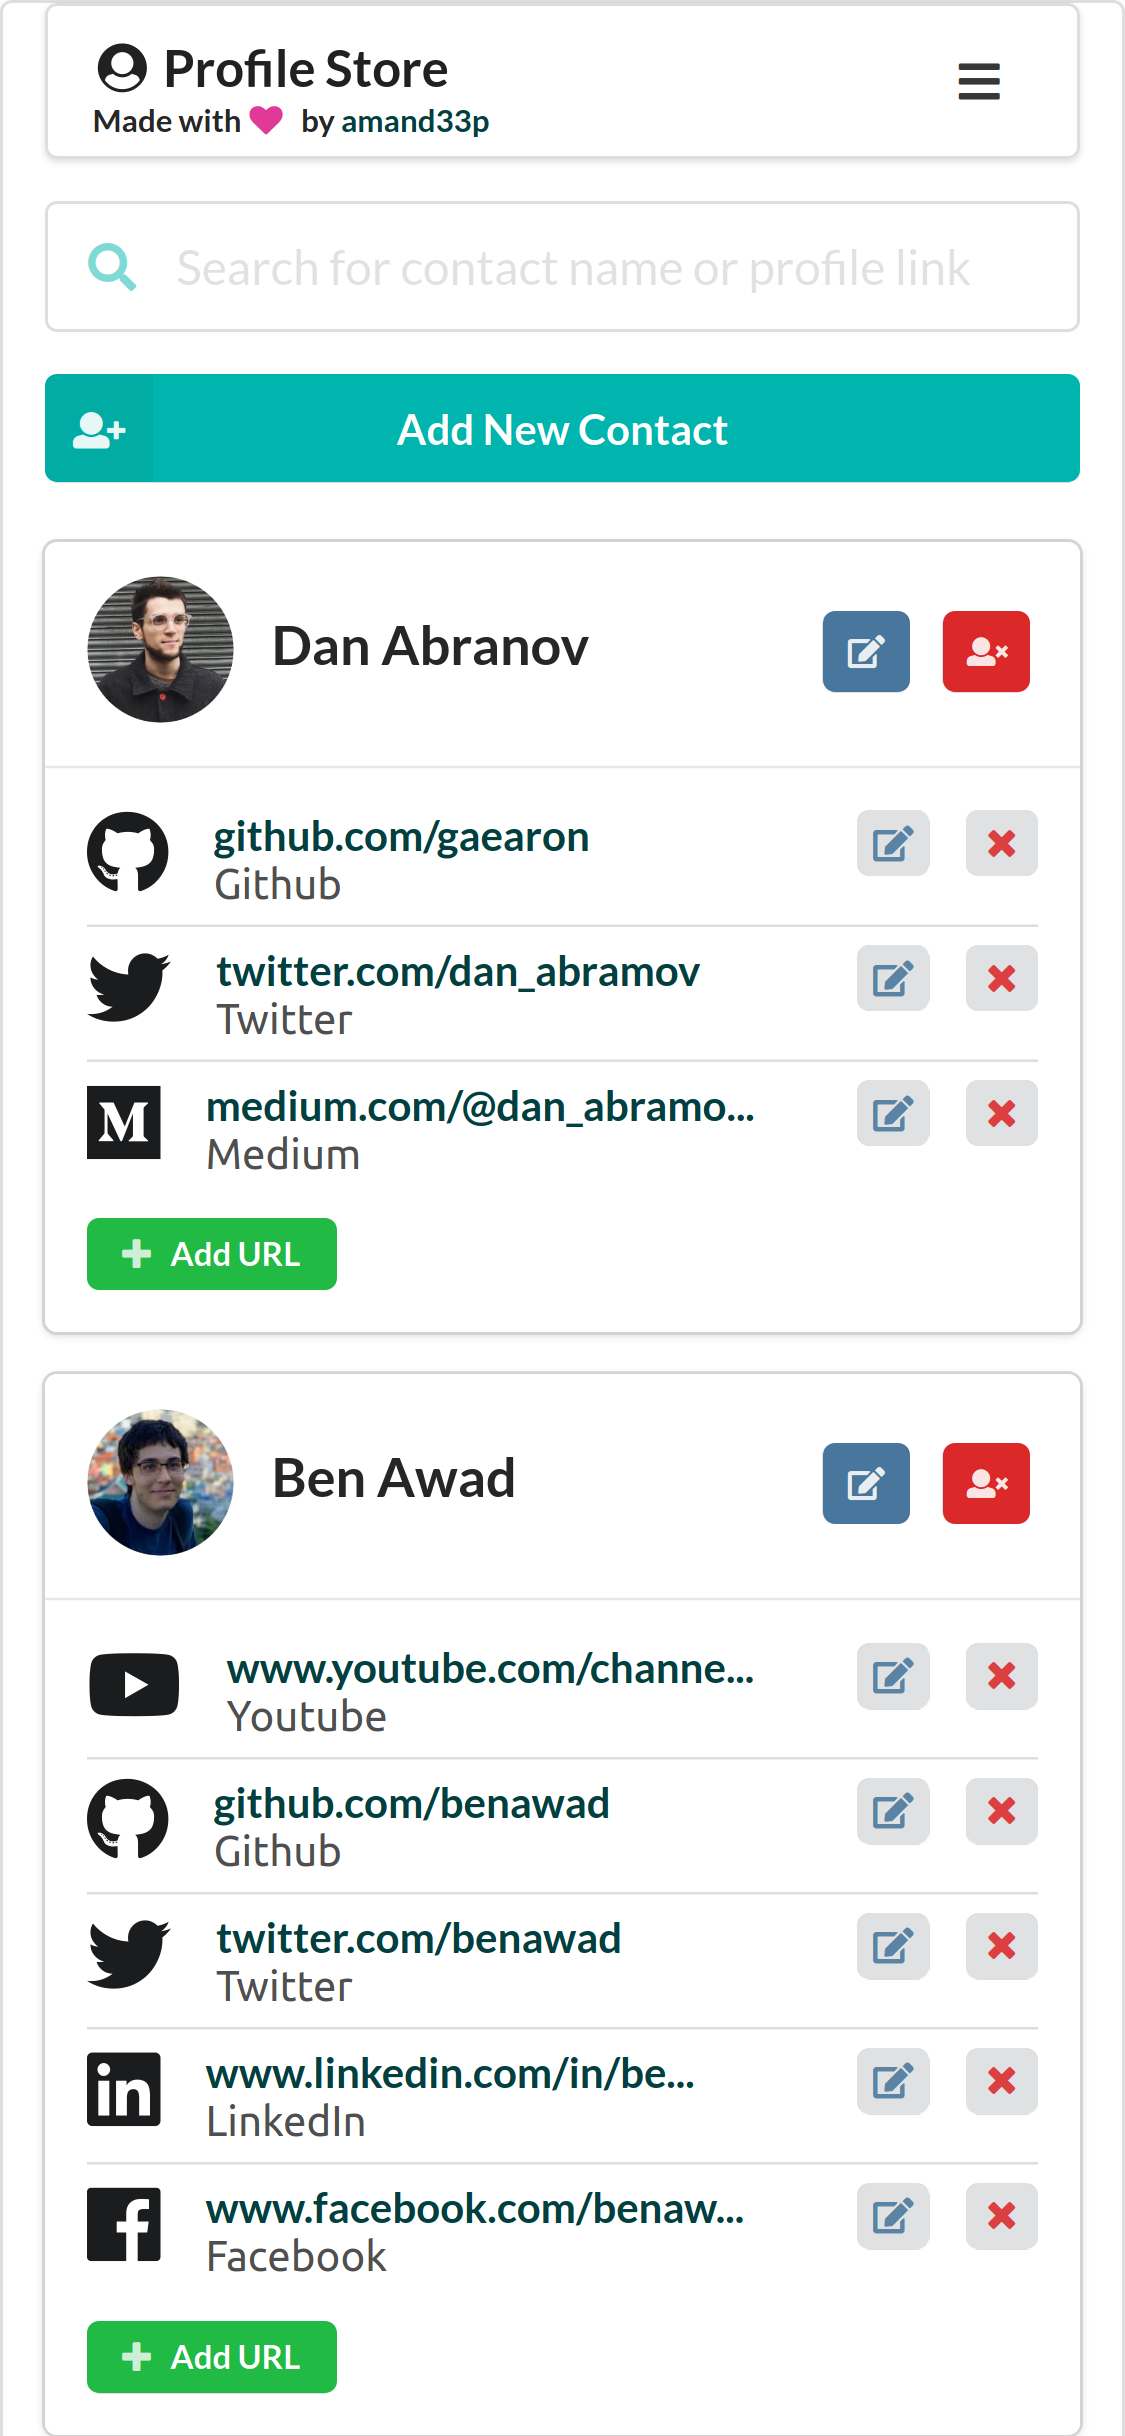 Profile Store
Made with by amand33p
Search for contact name or profile link
Add New Contact
Dan Abranov
github.com/gaearon
Github
twitter.com/dan_abramov
Twitter
M medium.com/@dan_abramo...
Medium
Add URL
Ben Awad
www.youtube.com/channe...
Youtube
github.com/benawad
Github
twitter.com/benawad
Twitter
in www.linkedin.com/in/be...
LinkedIn
f www.facebook.com/benaw...
Facebook
Add URL